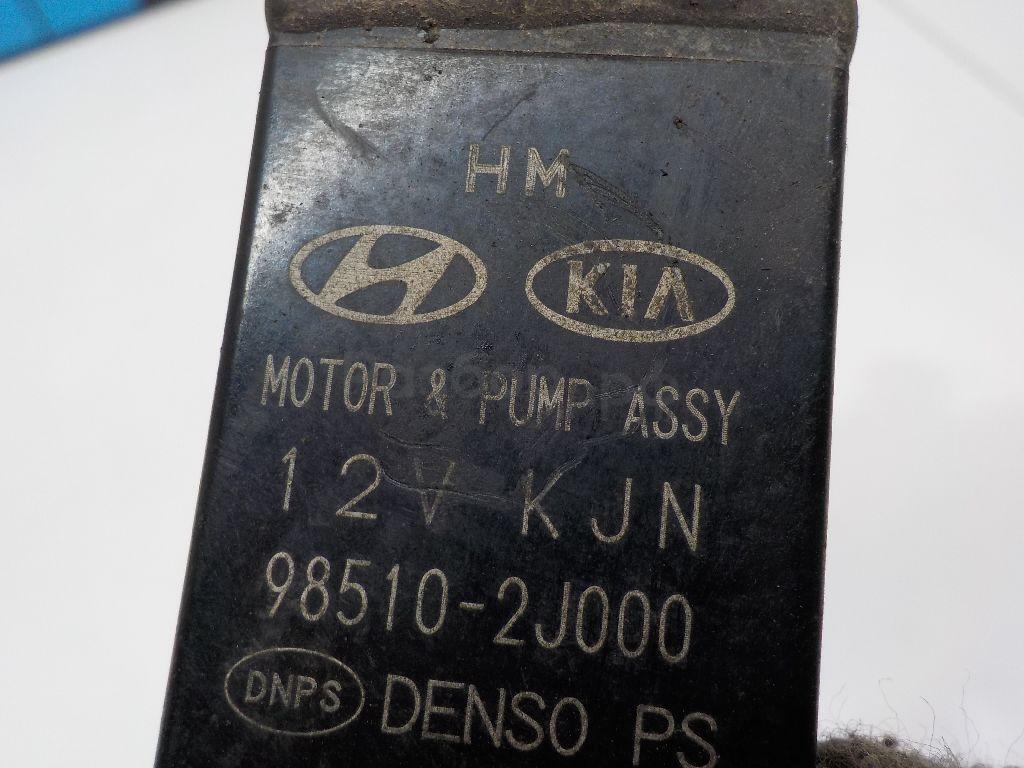 HM
KIA
MOTOR & PUMP ASSY
12V KJN
98510-2J000
DNPS DENSO PS